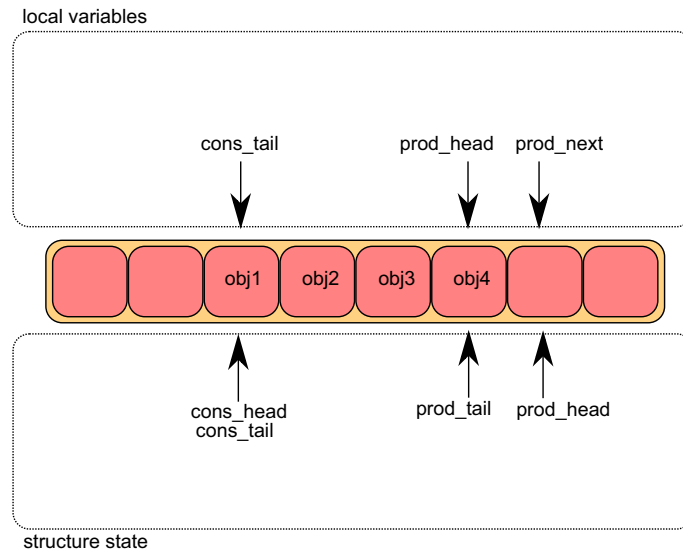 local variables
cons_tail
prod_head
prod_next
obj1
obj2
obj3
obj4
cons_head
cons_tail
prod_tail
prod_head
structure state